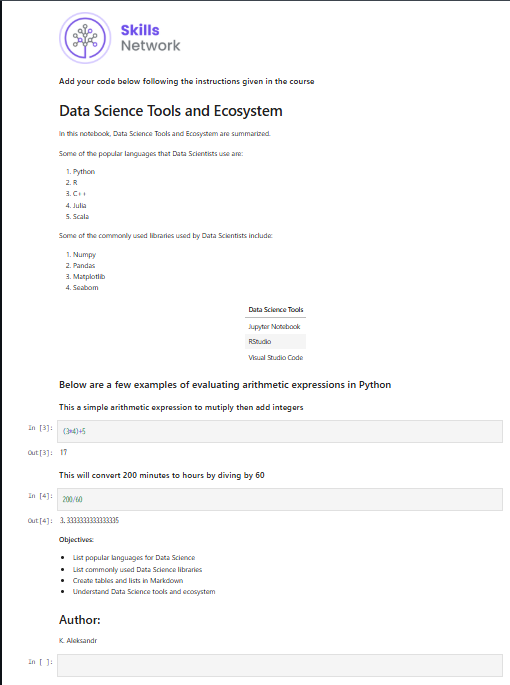 Skills
Network
Add your code below following the instructions given in the course
Data Science Tools and Ecosystem
In this notebook, Data Science Tools and Ecosystem are summarized.
Some of the popular languages that Data Scientists use are:
1. Python
2. R
3. C++
4. Julia
5. Scala
Some of the commonly used libraries used by Data Scientists include:
1. Numpy
2. Pandas
3. Matplotlib
4. Seaborn
Data Science Tools
Jupyter Notebook
RStudio
Visual Studio Code
Below are a few examples of evaluating arithmetic expressions in Python
This a simple arithmetic expression to mutiply then add integers
In [3]: (3*4)+5
Out[3]: 17
This will convert 200 minutes to hours by diving by 60
In [4]: 200/60
Out[4]: 3.3333333333333335
Objectives:
• List popular languages for Data Science
• List commonly used Data Science libraries
• Create tables and lists in Markdown
• Understand Data Science tools and ecosystem
Author:
K. Aleksandr
In [ ]: